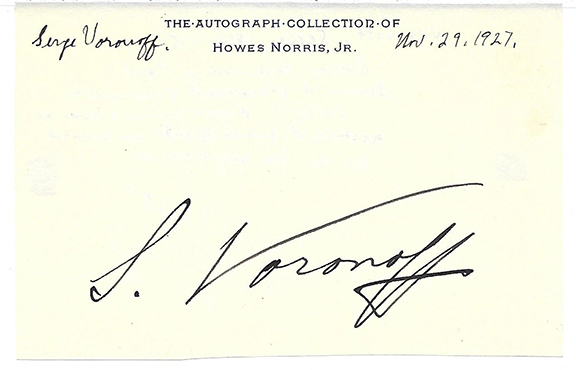 THE·AUTOGRAPH·COLLECTION·OF
Serge Voronoff. HOWES NORRIS, JR. Nov. 29. 1927.
S. Voronoff